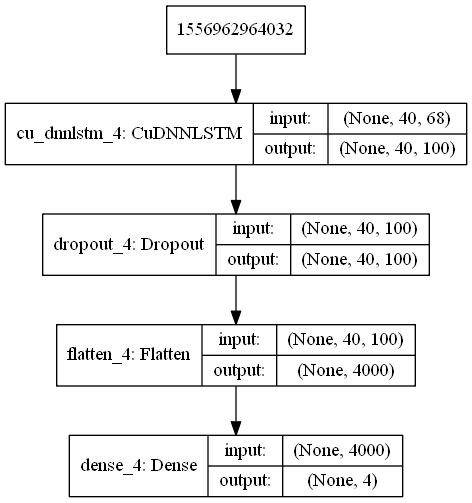 1556962964032
cu_dnnlstm_4: CuDNNLSTM
input: (None, 40, 68)
output: (None, 40, 100)
dropout_4: Dropout
input: (None, 40, 100)
output: (None, 40, 100)
flatten_4: Flatten
input: (None, 40, 100)
output: (None, 4000)
dense_4: Dense
input: (None, 4000)
output: (None, 4)